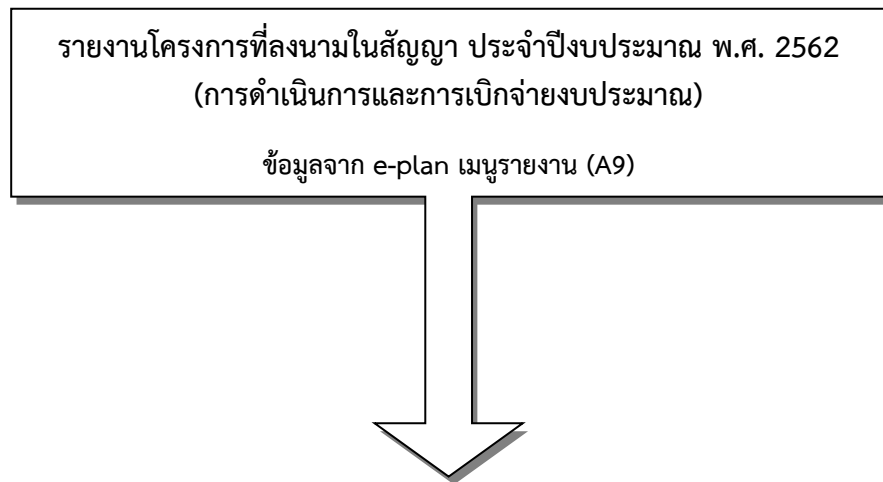 รายงานโครงการที่ลงนามในสัญญา ประจำปีงบประมาณ พ.ศ. 2562
(การดำเนินการและการเบิกจ่ายงบประมาณ)
ข้อมูลจาก e-plan เมนูรายงาน (A9)